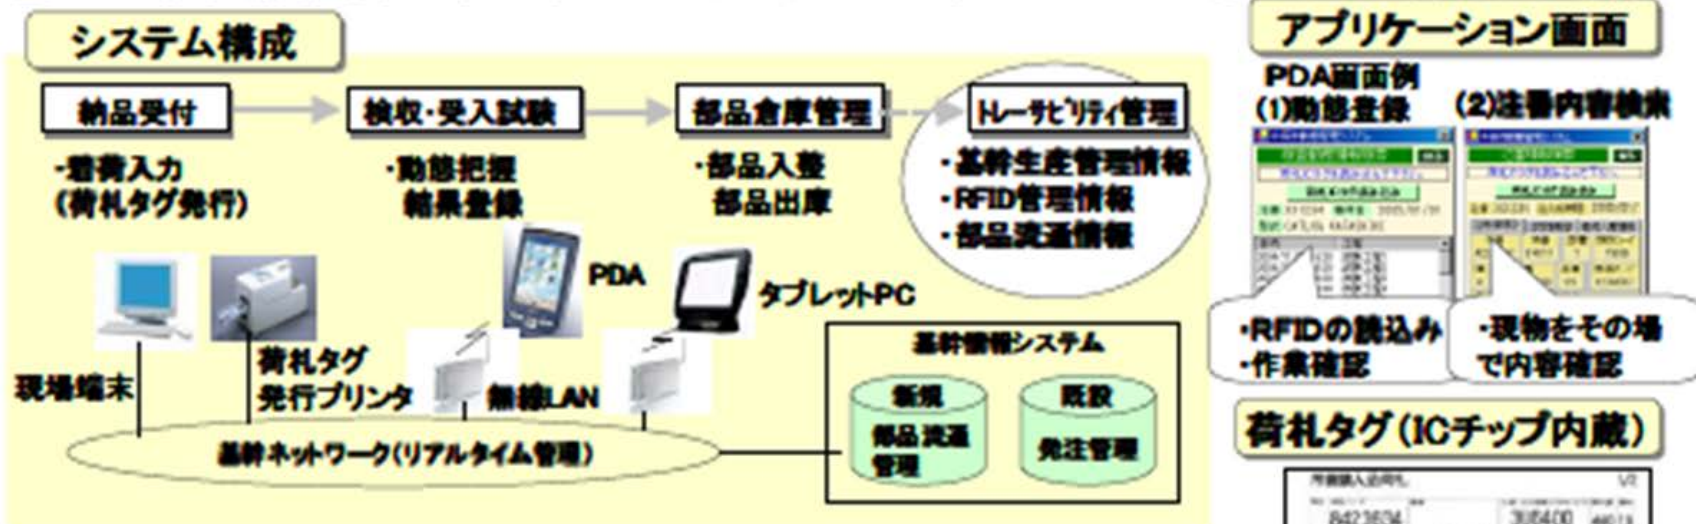 システム構成
納品受付
検収・受入試験
部品倉庫管理
トレーサビリティ管理
・着荷入力
(荷札タグ発行)
・動態把握
結果登録
・部品入整
部品出庫
・基幹生産管理情報
・RFID管理情報
・部品流通情報
PDA
タブレットPC
現場端末
荷札タグ
発行プリンタ
無線LAN
基幹ネットワーク(リアルタイム管理)
基幹情報システム
新規
部品流通
管理
既設
発注管理
アプリケーション画面
PDA画面例
(1)動態登録
(2)注番内容検索
・RFIDの読込み
・作業確認
・現物をその場
で内容確認
荷札タグ(ICチップ内蔵)
8423634